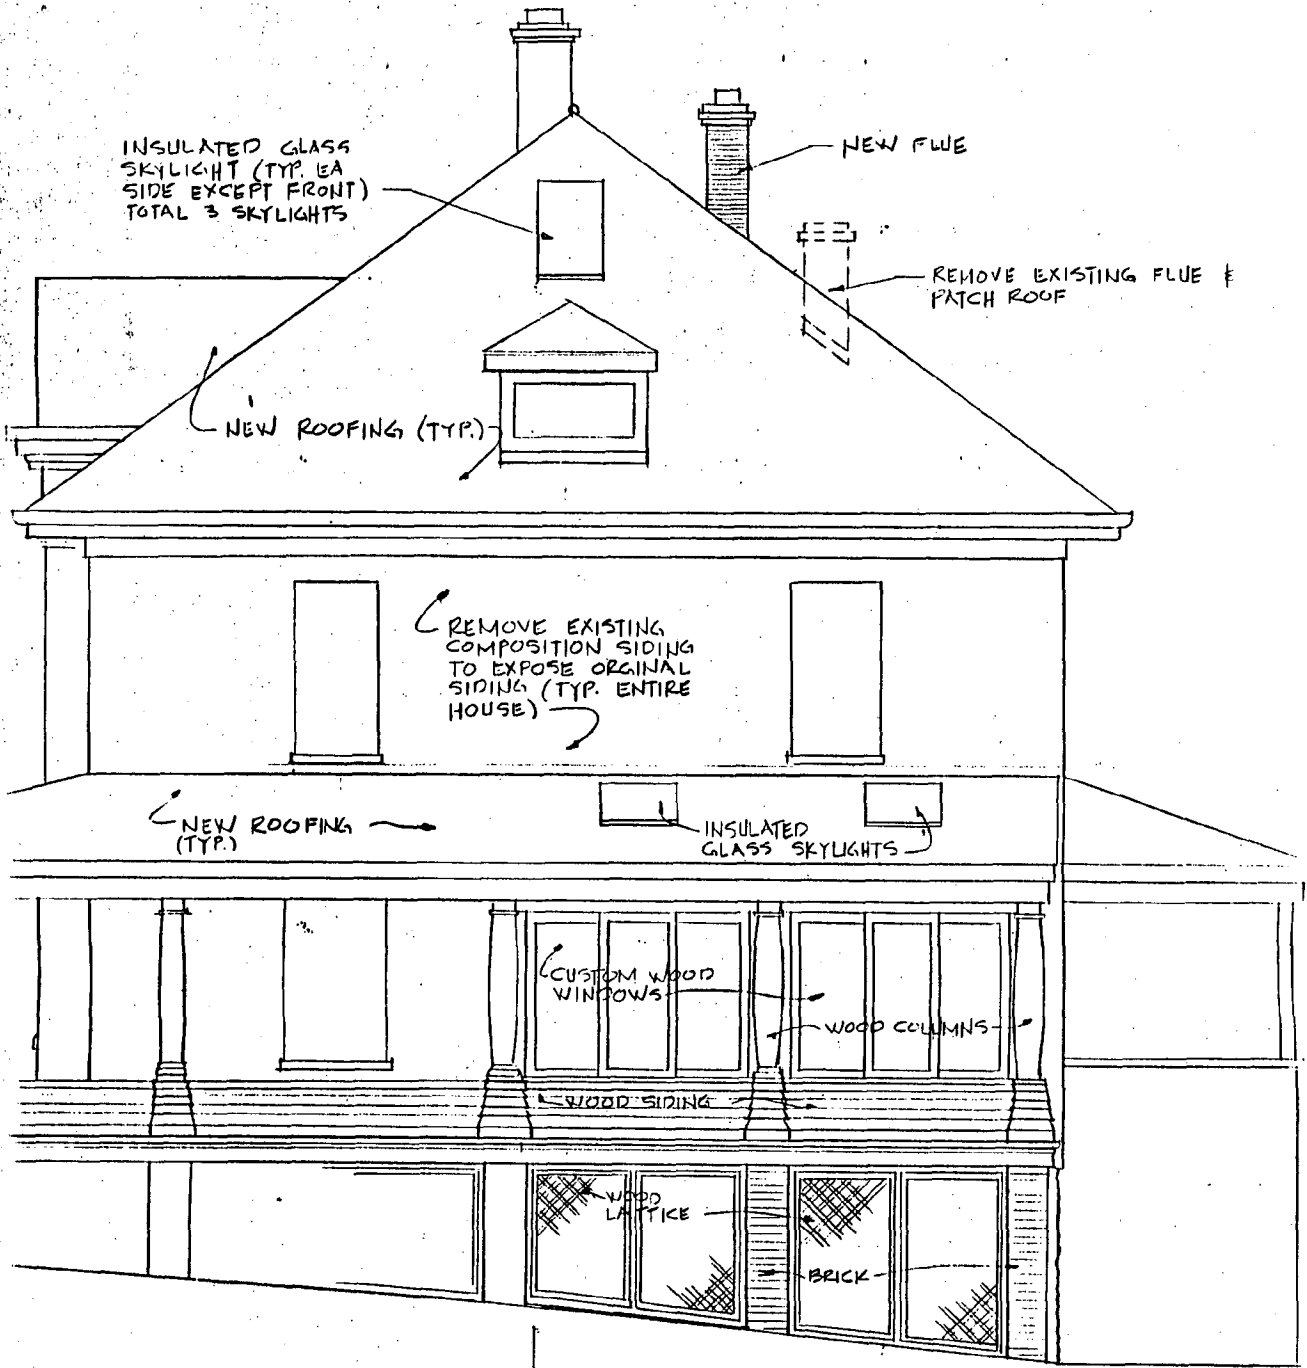 INSULATED GLASS
SKYLIGHT (TYP. EA
SIDE EXCEPT FRONT)
TOTAL 3 SKYLIGHTS
NEW FLUE
REMOVE EXISTING FLUE &
PATCH ROOF
NEW ROOFING (TYP.)
REMOVE EXISTING
COMPOSITION SIDING
TO EXPOSE ORGINAL
SIDING (TYP. ENTIRE
HOUSE)
NEW ROOFING
(TYP.)
INSULATED
GLASS SKYLIGHTS
CUSTOM WOOD
WINDOWS
WOOD COLUMNS
WOOD SIDING
WOOD
LATTICE
BRICK